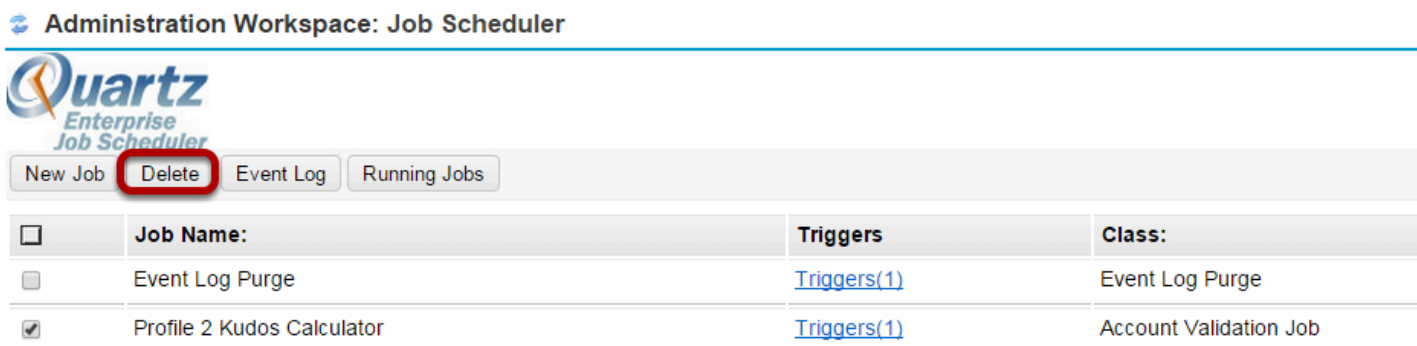 Administration Workspace: Job Scheduler
Quartz
Enterprise
Job Scheduler
New Job Delete Event Log Running Jobs
Job Name: Triggers Class:
Event Log Purge Triggers(1) Event Log Purge
Profile 2 Kudos Calculator Triggers(1) Account Validation Job